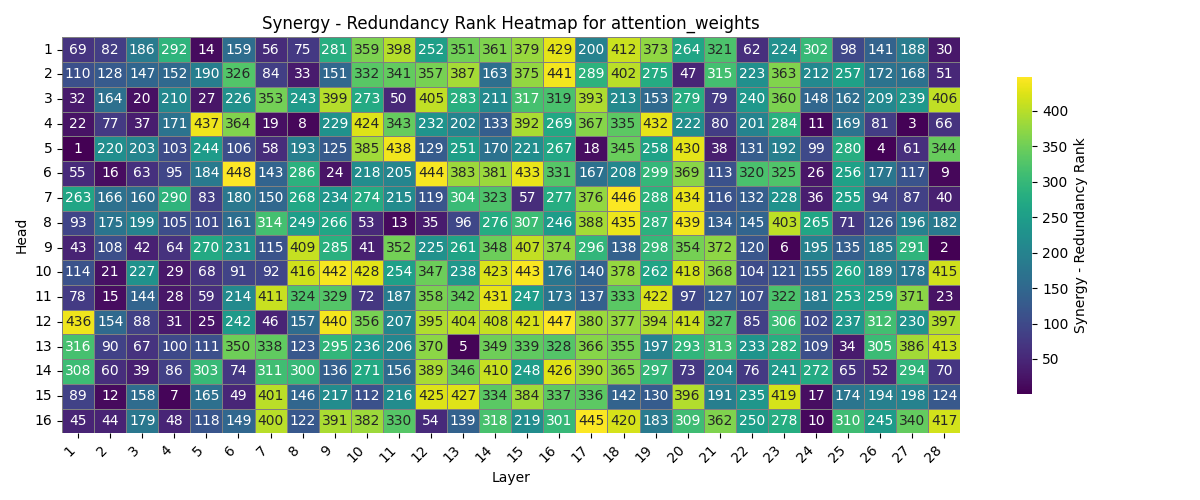 Synergy - Redundancy Rank Heatmap for attention_weights
1 69 82 186 292 14 159 56 75 281 359 398 252 351 361 379 429 200 412 373 264 321 62 224 302 98 141 188 30
2 110 128 147 152 190 326 84 33 151 332 341 357 387 163 375 441 289 402 275 47 315 223 363 212 257 172 168 51
3 32 164 20 210 27 226 353 243 399 273 50 405 283 211 317 319 393 213 153 279 79 240 360 148 162 209 239 406
4 22 77 37 171 437 364 19 8 229 424 343 232 202 133 392 269 367 335 432 222 80 201 284 11 169 81 3 66
5 1 220 203 103 244 106 58 193 125 385 438 129 251 170 221 267 18 345 258 430 38 131 192 99 280 4 61 344
6 55 16 63 95 184 448 143 286 24 218 205 444 383 381 433 331 167 208 299 369 113 320 325 26 256 177 117 9
7 263 166 160 290 83 180 150 268 234 274 215 119 304 323 57 277 376 446 318 434 116 132 228 36 255 94 87 40
8 93 175 199 105 101 161 314 249 266 53 13 35 96 276 307 246 388 435 287 439 134 145 403 265 71 126 196 182
9 43 108 42 64 270 231 115 409 285 41 352 225 261 348 407 374 296 138 298 354 372 120 6 195 135 185 291 2
10 114 21 227 29 68 91 92 416 442 428 254 347 238 423 443 176 140 378 262 418 368 104 121 155 260 189 178 415
11 78 15 144 28 59 214 411 324 329 72 187 358 342 431 247 173 137 333 422 97 127 107 322 181 253 259 371 23
12 436 154 88 31 25 242 46 157 440 356 207 395 404 408 421 447 380 377 394 414 327 85 306 102 237 312 230 397
13 316 90 67 100 111 350 338 123 295 236 206 370 5 349 339 328 366 355 197 293 313 233 282 109 34 305 386 413
14 308 60 39 86 303 74 311 300 136 271 156 389 346 410 248 426 390 365 297 73 204 76 241 272 65 52 294 70
15 89 12 158 7 165 49 401 146 217 112 216 425 427 334 384 337 336 142 130 396 191 235 419 17 174 194 198 124
16 45 44 179 48 118 149 400 122 391 382 330 54 139 318 219 301 445 420 183 309 362 250 278 10 310 245 340 417
1 2 3 4 5 6 7 8 9 10 11 12 13 14 15 16 17 18 19 20 21 22 23 24 25 26 27 28
Layer
Head
400
350
300
250
200
150
100
50
Synergy - Redundancy Rank